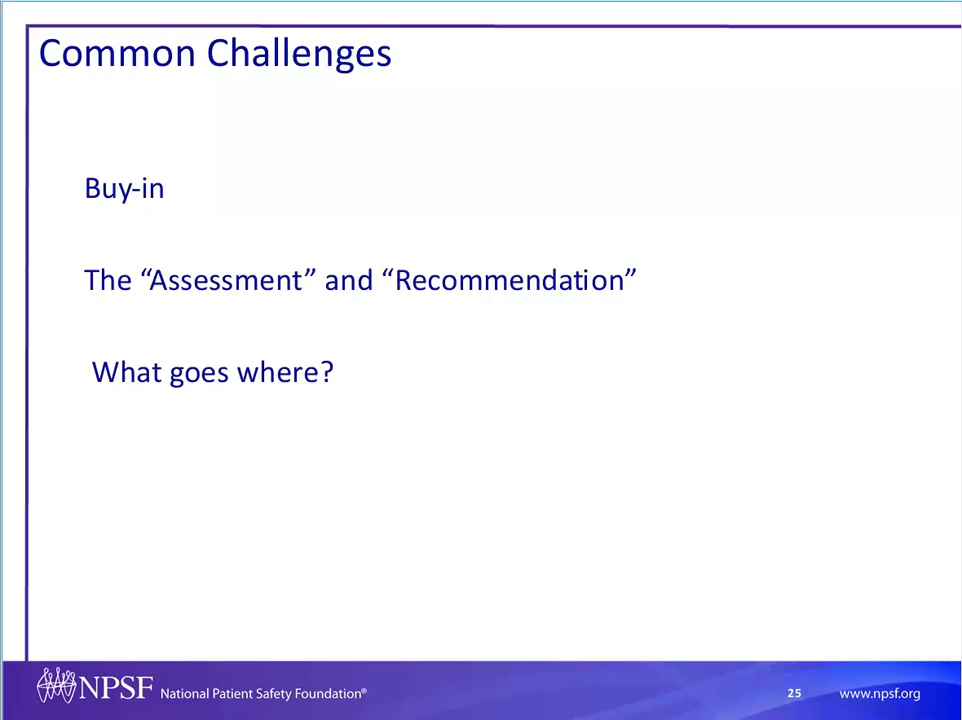 Common Challenges
Buy-in
The “Assessment” and “Recommendation”
What goes where?
NPSF National Patient Safety Foundation® 25 www.npsf.org